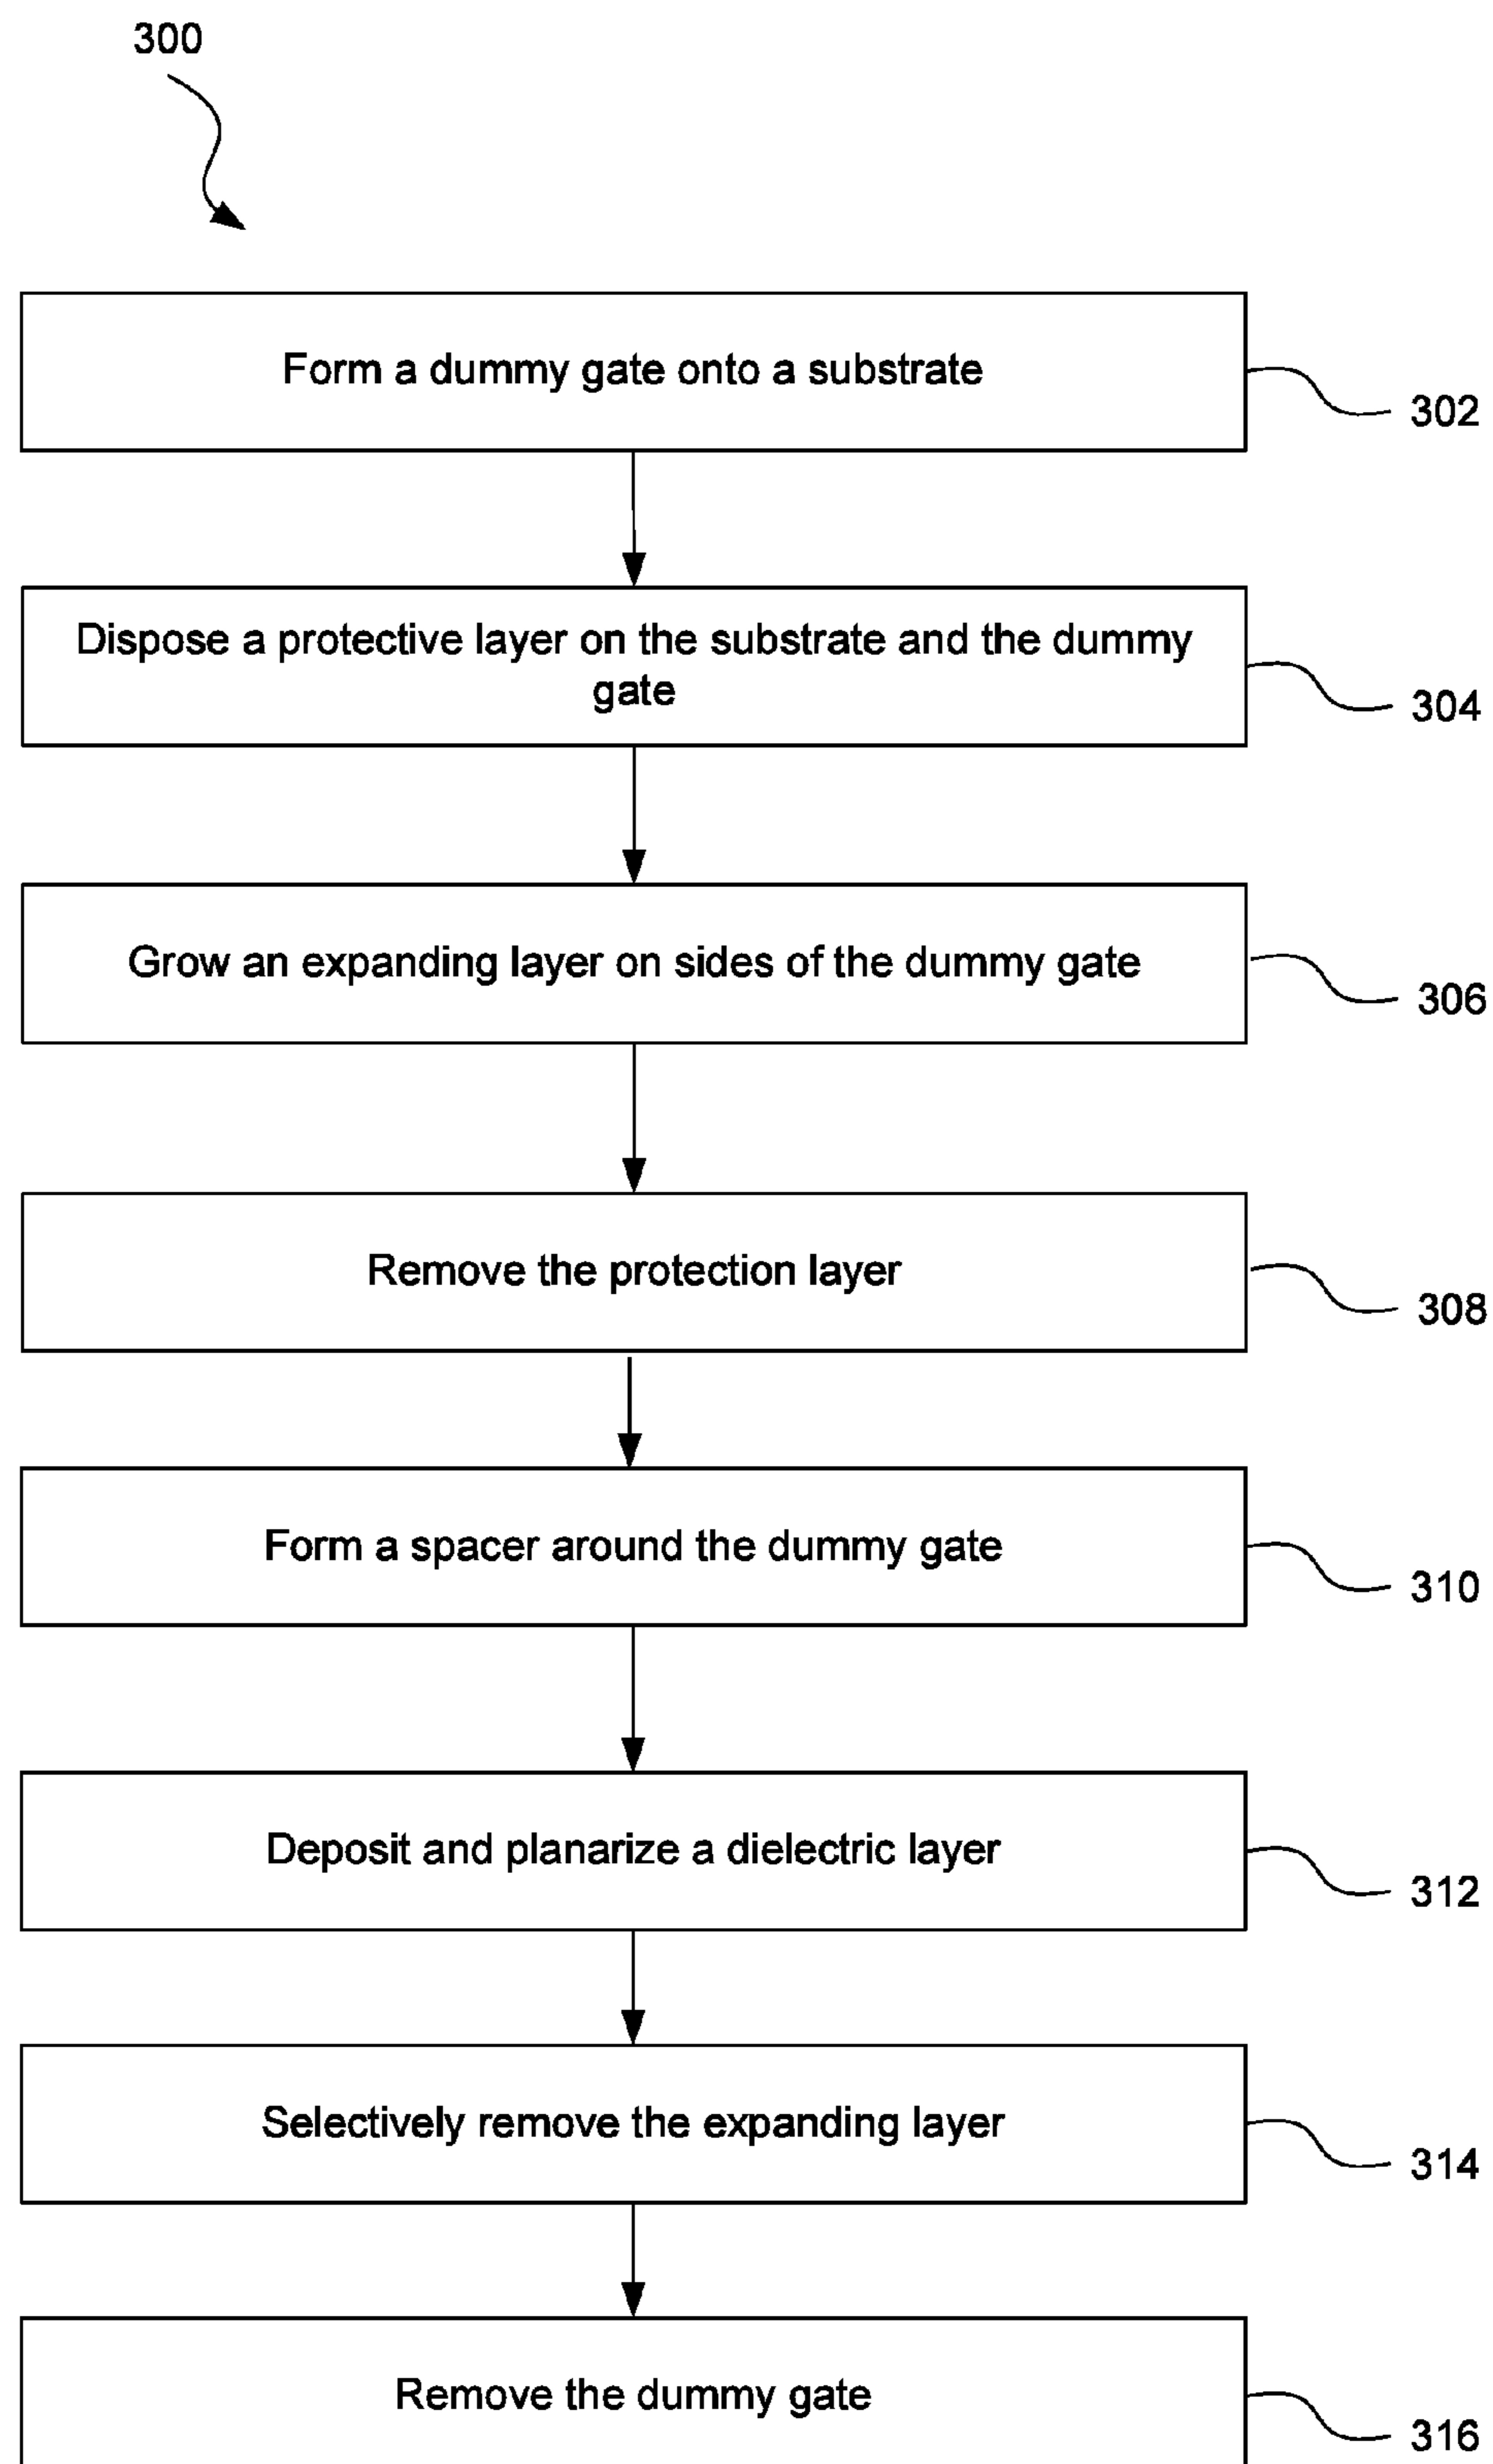 300
Form a dummy gate onto a substrate
302
Dispose a protective layer on the substrate and the dummy
gate
304
Grow an expanding layer on sides of the dummy gate
306
Remove the protection layer
308
Form a spacer around the dummy gate
310
Deposit and planarize a dielectric layer
312
Selectively remove the expanding layer
314
Remove the dummy gate
316